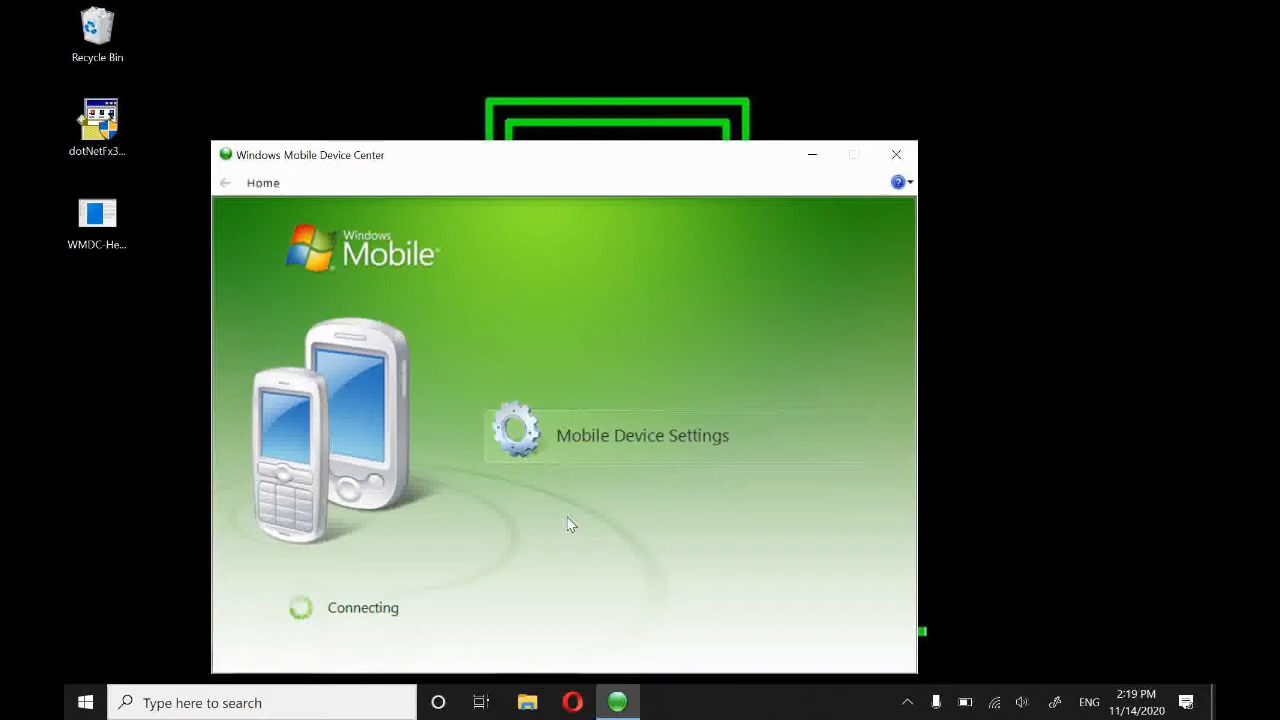 Recycle Bin
dotNetFx3...
WMDC-He...
Windows Mobile Device Center
Home
?
Windows
Mobile
Mobile Device Settings
Connecting
Type here to search
ENG
2:19 PM
11/14/2020